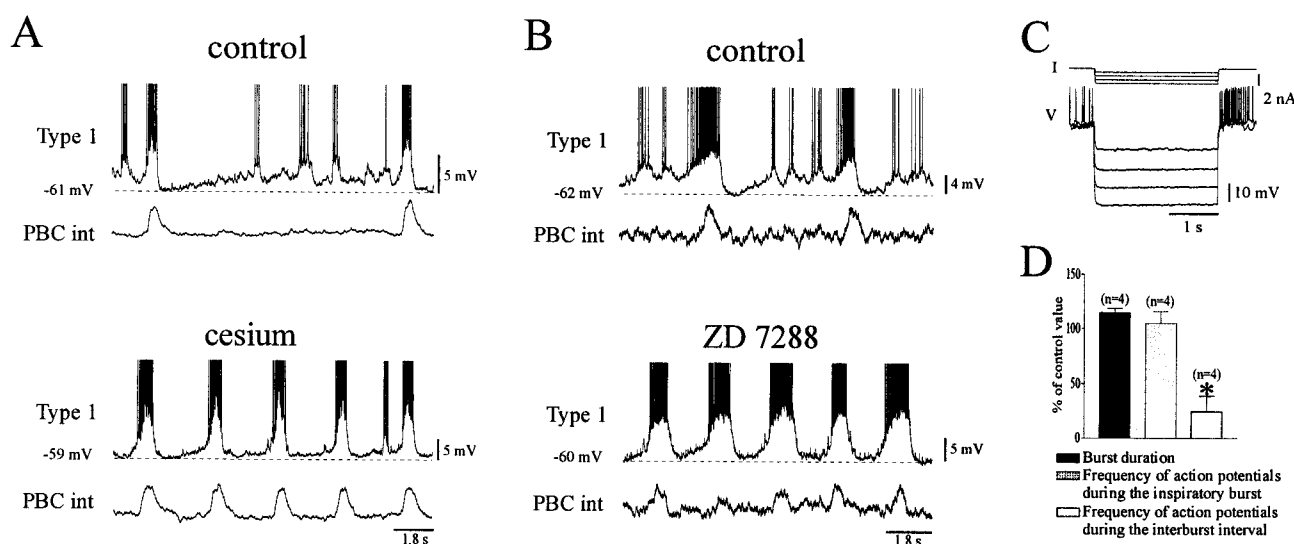 A
control
Type 1
5 mV
-61 mV
PBC int
cesium
Type 1
5 mV
-59 mV
PBC int
1.8 s
B
control
Type 1
4 mV
-62 mV
PBC int
ZD 7288
Type 1
5 mV
-60 mV
PBC int
1.8 s
C
I
2 nA
V
10 mV
1 s
D
% of control value
150
100
50
0
(n=4)
(n=4)
(n=4)
*
Burst duration
Frequency of action potentials
during the inspiratory burst
Frequency of action potentials
during the interburst interval